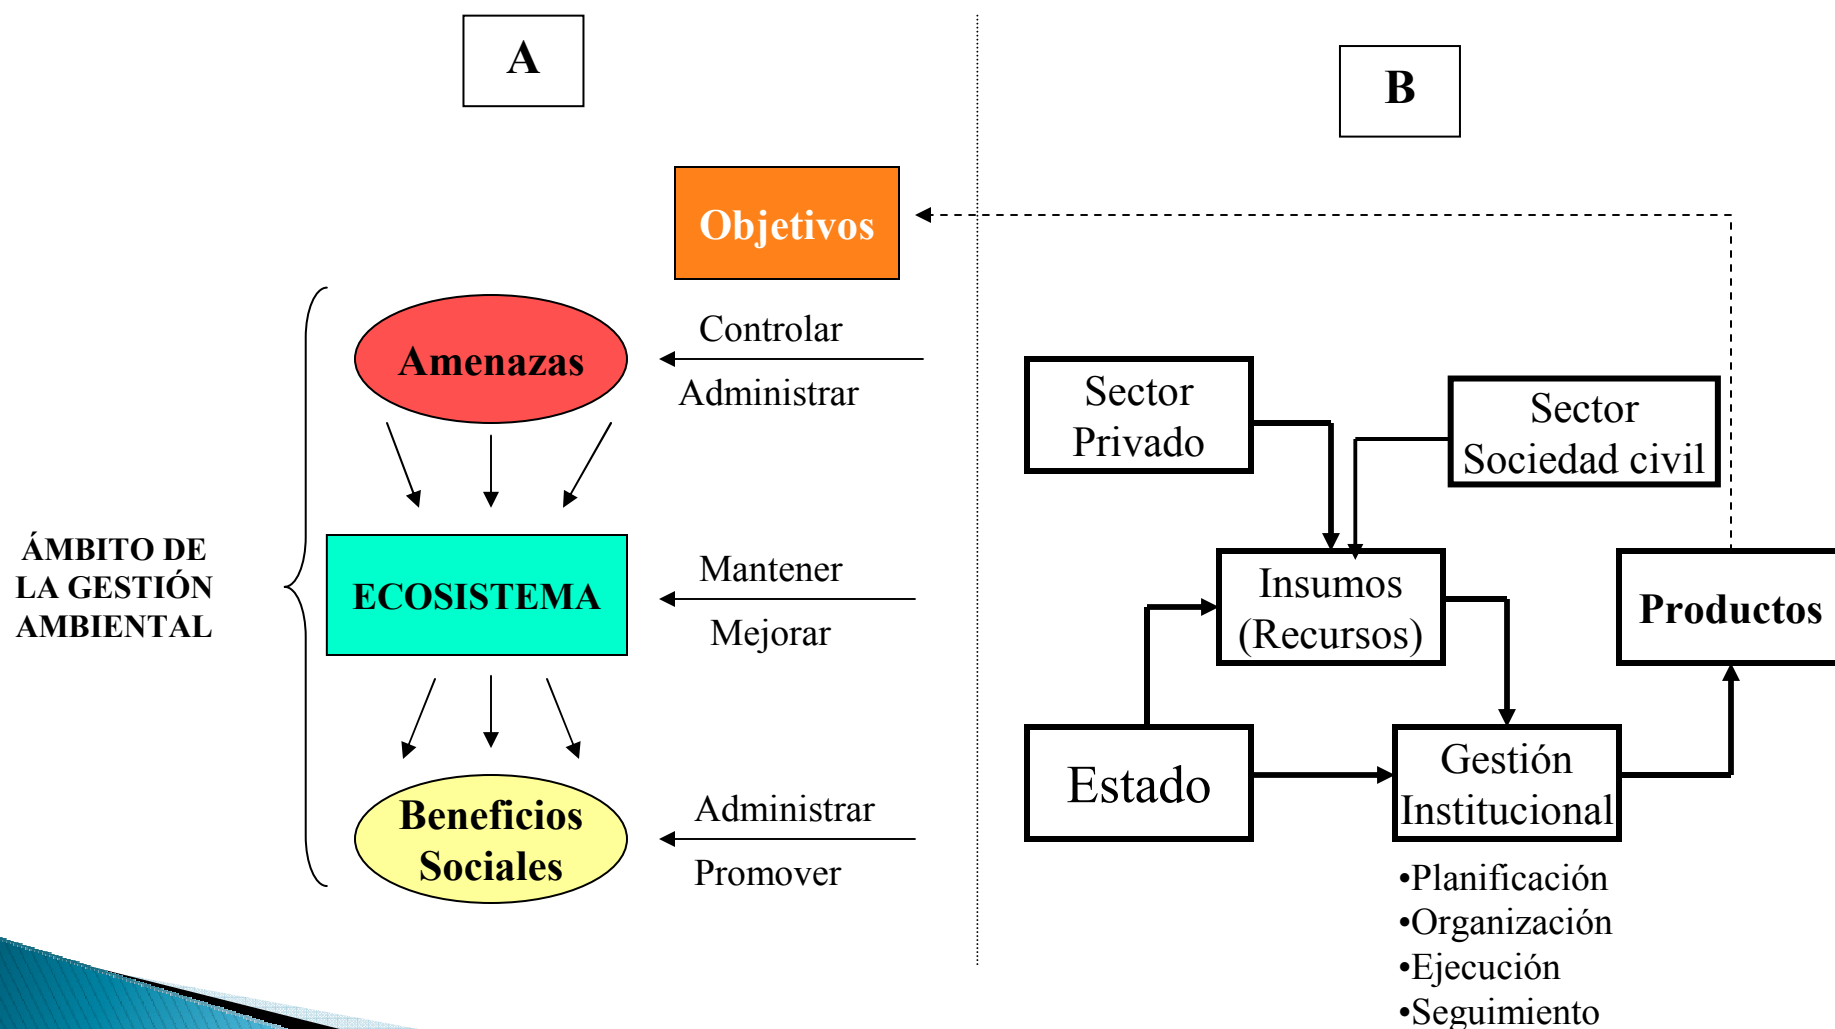 A
B
Objetivos
Controlar
Amenazas
Administrar
Sector
Privado
Sector
Sociedad civil
ÁMBITO DE
LA GESTIÓN
AMBIENTAL
ECOSISTEMA
Mantener
Mejorar
Insumos
(Recursos)
Productos
Estado
Gestión
Institucional
Beneficios
Sociales
Administrar
Promover
•Planificación
•Organización
•Ejecución
•Seguimiento